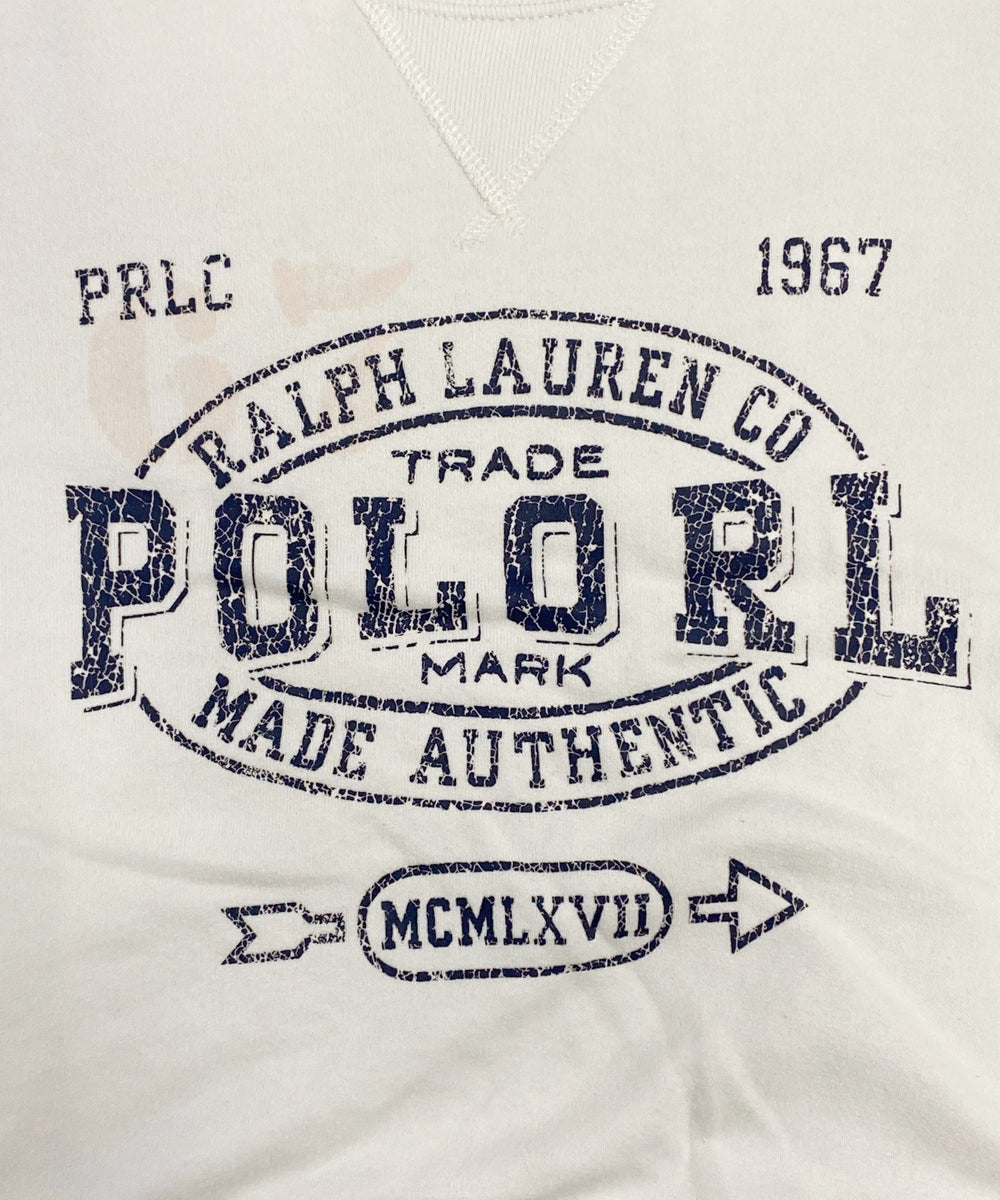 PRLC
1967
RALPH LAUREN CO
TRADE
POLO RL
MARK
MADE AUTHENTIC
MCMLXVII